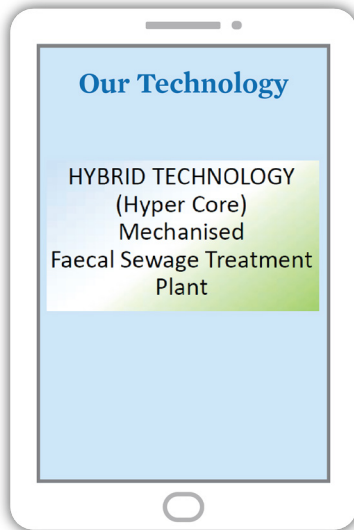 Our Technology
HYBRID TECHNOLOGY
(Hyper Core)
Mechanised
Faecal Sewage Treatment
Plant